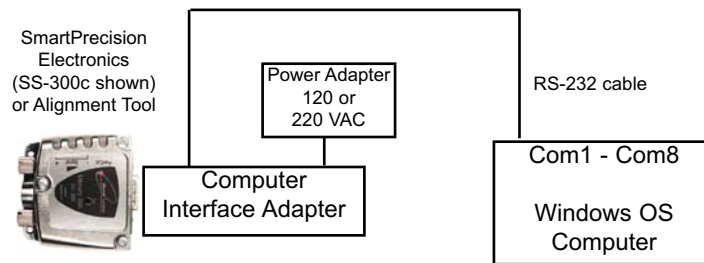 SmartPrecision
Electronics
(SS-300c shown)
or Alignment Tool
Power Adapter
120 or
220 VAC
RS-232 cable
Computer
Interface Adapter
Com1 - Com8
Windows OS
Computer